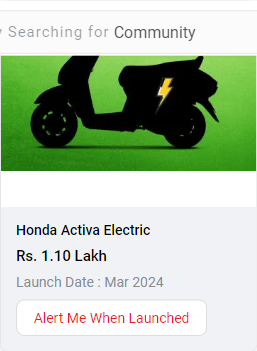 Searching for Community
Honda Activa Electric
Rs. 1.10 Lakh
Launch Date : Mar 2024
Alert Me When Launched